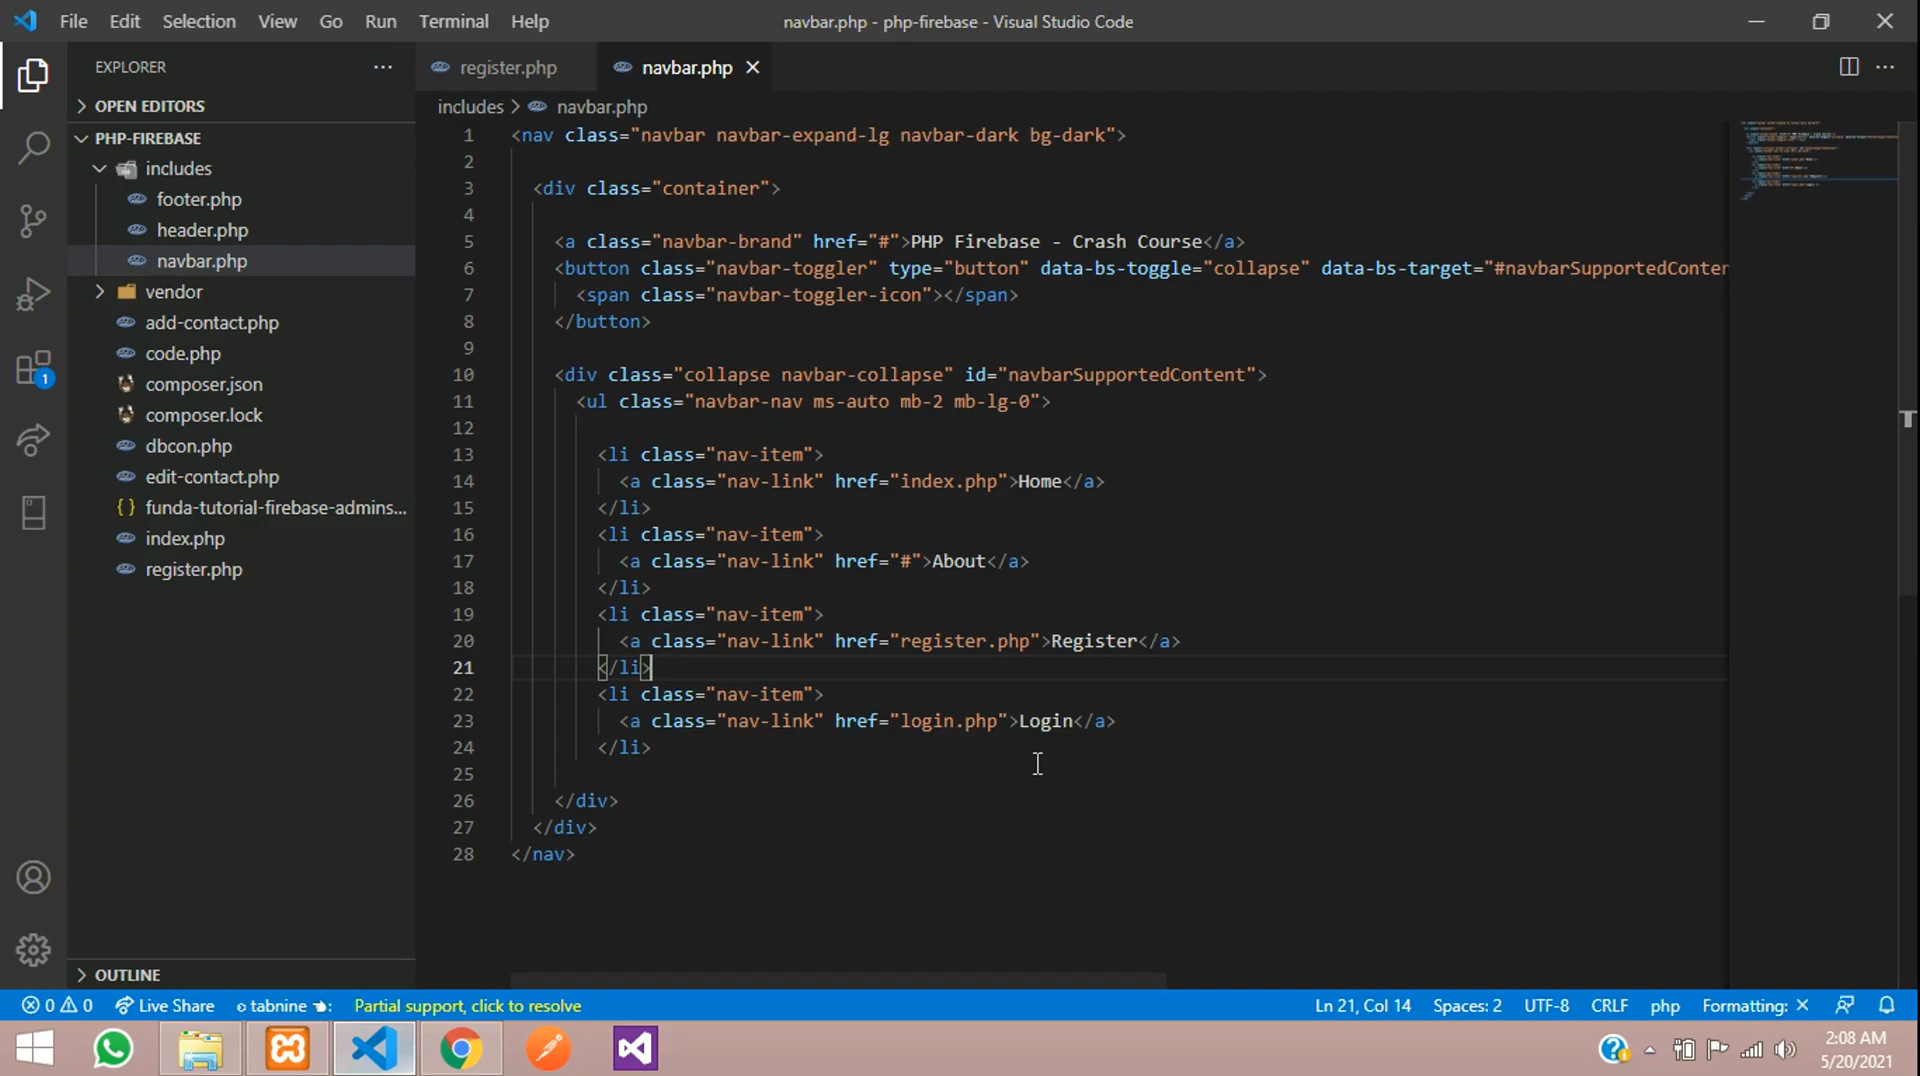 File Edit Selection View Go Run Terminal Help
navbar.php - php-firebase - Visual Studio Code
EXPLORER
OPEN EDITORS
PHP-FIREBASE
includes
footer.php
header.php
navbar.php
vendor
add-contact.php
code.php
composer.json
composer.lock
dbcon.php
edit-contact.php
{} funda-tutorial-firebase-admins...
index.php
register.php
OUTLINE
1
register.php navbar.php
includes > navbar.php
1 <nav class="navbar navbar-expand-lg navbar-dark bg-dark">
2
3 <div class="container">
4
5 <a class="navbar-brand" href="#">PHP Firebase - Crash Course</a>
6 <button class="navbar-toggler" type="button" data-bs-toggle="collapse" data-bs-target="#navbarSupportedConter
7 <span class="navbar-toggler-icon"></span>
8 </button>
9
10 <div class="collapse navbar-collapse" id="navbarSupportedContent">
11 <ul class="navbar-nav ms-auto mb-2 mb-lg-0">
12
13 <li class="nav-item">
14 <a class="nav-link" href="index.php">Home</a>
15 </li>
16 <li class="nav-item">
17 <a class="nav-link" href="#">About</a>
18 </li>
19 <li class="nav-item">
20 <a class="nav-link" href="register.php">Register</a>
21 </li>
22 <li class="nav-item">
23 <a class="nav-link" href="login.php">Login</a>
24 </li>
25
26 </div>
27 </div>
28 </nav>
0 0 Live Share tabnine Partial support, click to resolve
Ln 21, Col 14 Spaces: 2 UTF-8 CRLF php Formatting: ×
2:08 AM
5/20/2021